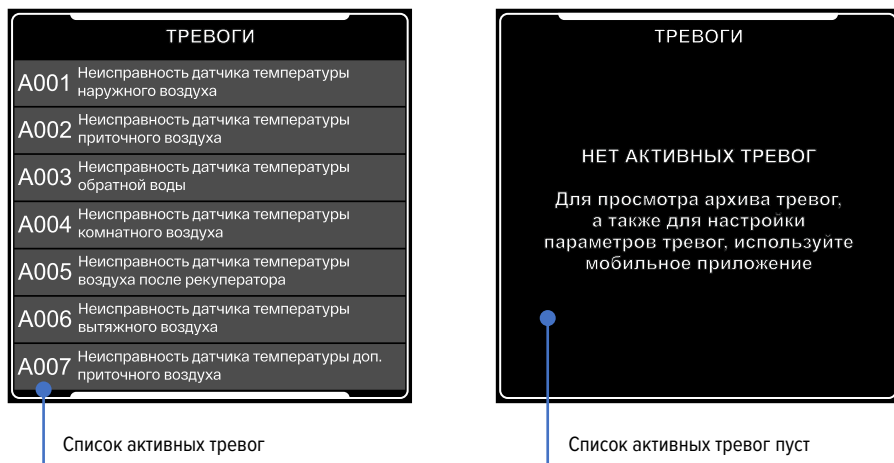 ТРЕВОГИ
A001 Неисправность датчика температуры
наружного воздуха
A002 Неисправность датчика температуры
приточного воздуха
A003 Неисправность датчика температуры
обратной воды
A004 Неисправность датчика температуры
комнатного воздуха
A005 Неисправность датчика температуры
воздуха после рекуператора
A006 Неисправность датчика температуры
вытяжного воздуха
A007 Неисправность датчика температуры доп.
приточного воздуха
Список активных тревог
ТРЕВОГИ
НЕТ АКТИВНЫХ ТРЕВОГ
Для просмотра архива тревог,
а также для настройки
параметров тревог, используйте
мобильное приложение
Список активных тревог пуст